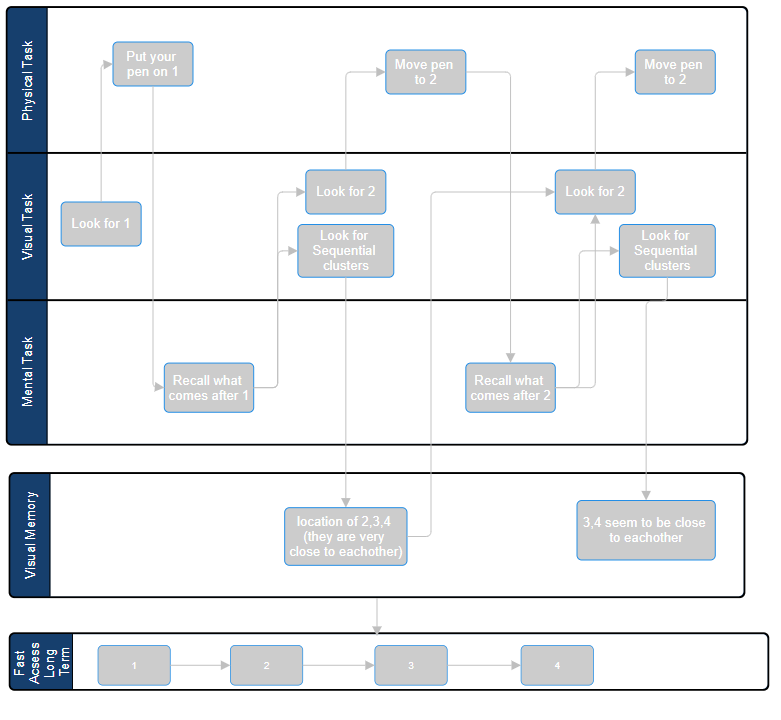 Physical Task
Put your
pen on 1
Move pen
to 2
Move pen
to 2
Visual Task
Look for 1
Look for 2
Look for
Sequential
clusters
Look for 2
Look for
Sequential
clusters
Mental Task
Recall what
comes after 1
Recall what
comes after 2
Visual Memory
location of 2,3,4
(they are very
close to eachother)
3,4 seem to be close
to eachother
Fast
Acsess
Long
Term
1
2
3
4